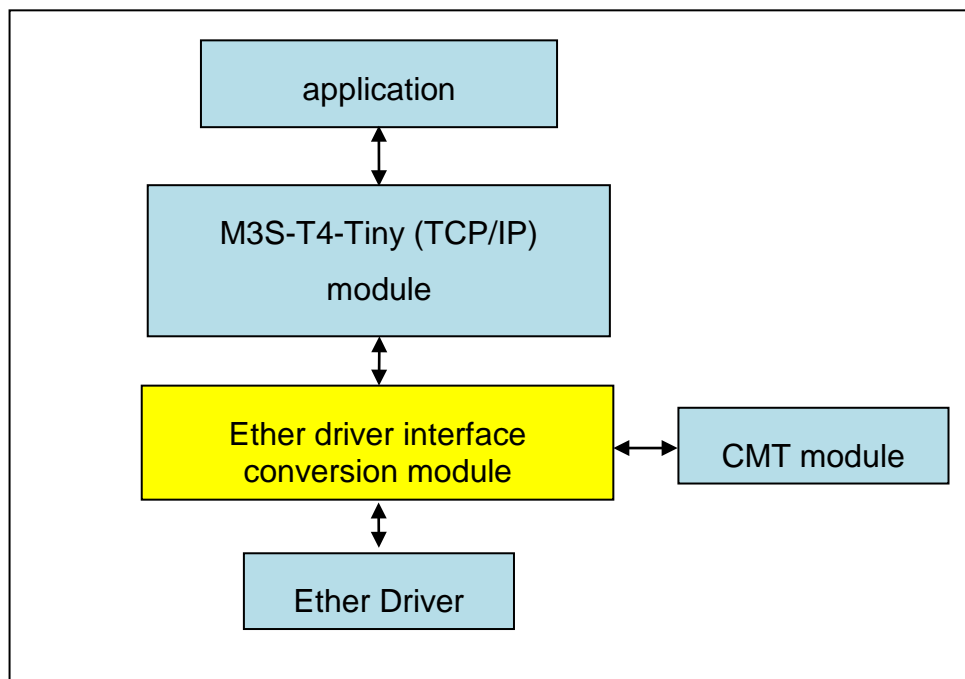 application
M3S-T4-Tiny (TCP/IP)
module
Ether driver interface
conversion module
CMT module
Ether Driver